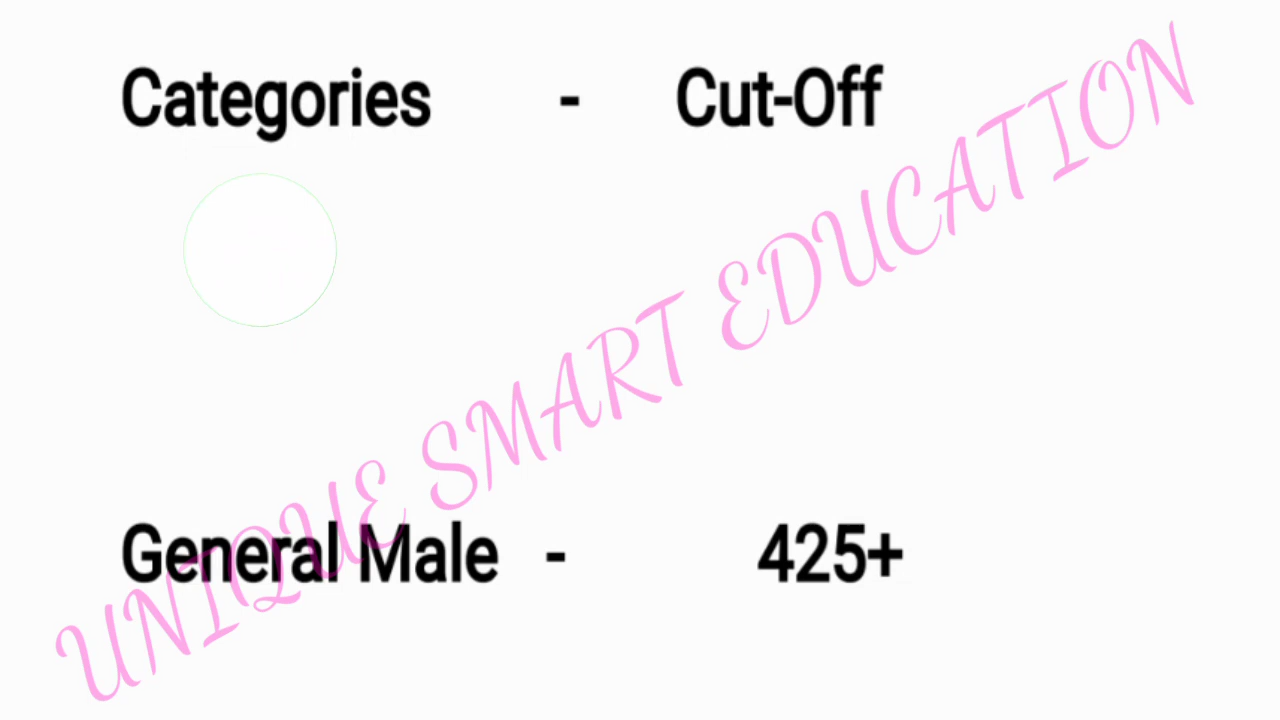 Categories - Cut-Off
UNIQUE SMART EDUCATION
General Male - 425+